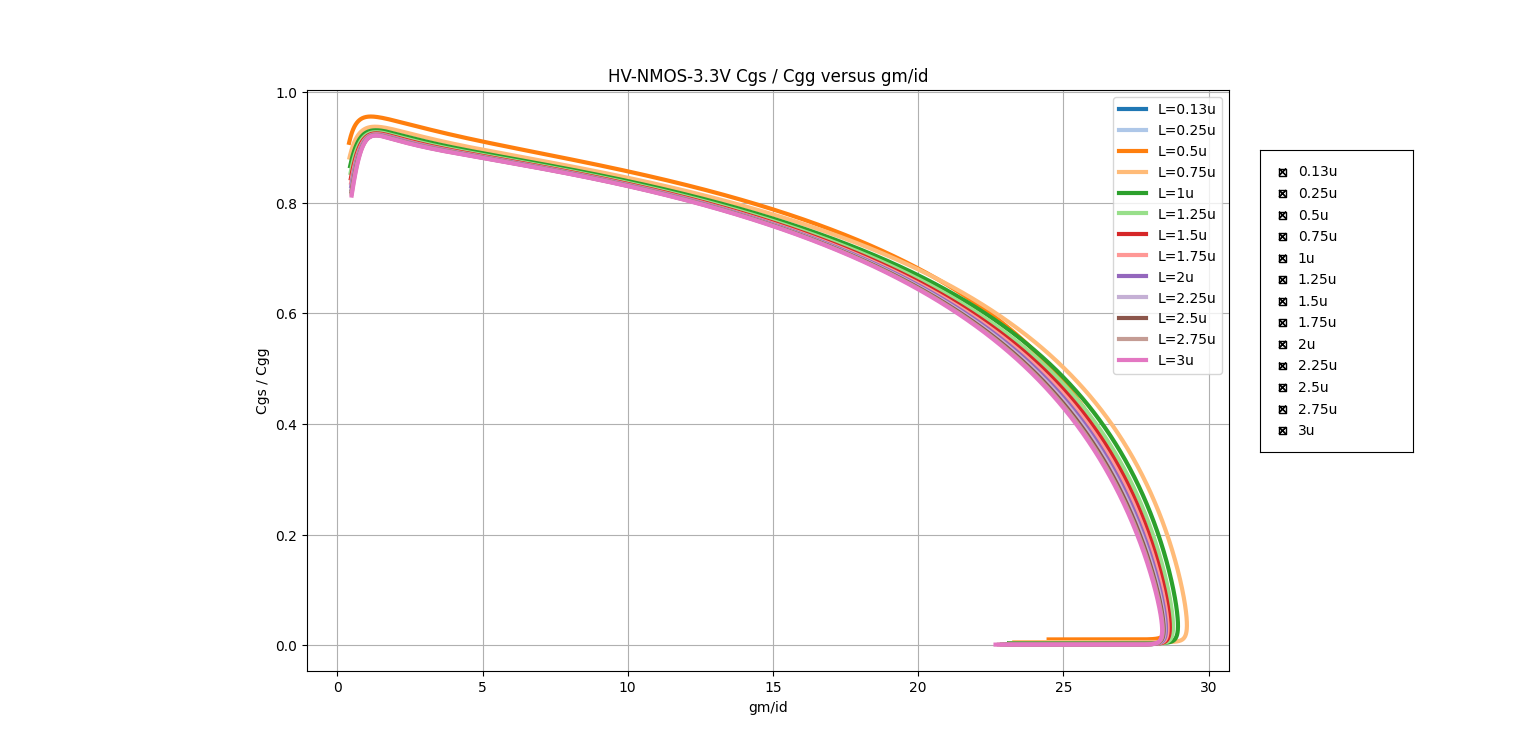 HV-NMOS-3.3V Cgs / Cgg versus gm/id
Cgs / Cgg
1.0
0.8
0.6
0.4
0.2
0.0
0
5
10
15
20
25
30
gm/id
L=0.13u
L=0.25u
L=0.5u
L=0.75u
L=1u
L=1.25u
L=1.5u
L=1.75u
L=2u
L=2.25u
L=2.5u
L=2.75u
L=3u
0.13u
0.25u
0.5u
0.75u
1u
1.25u
1.5u
1.75u
2u
2.25u
2.5u
2.75u
3u